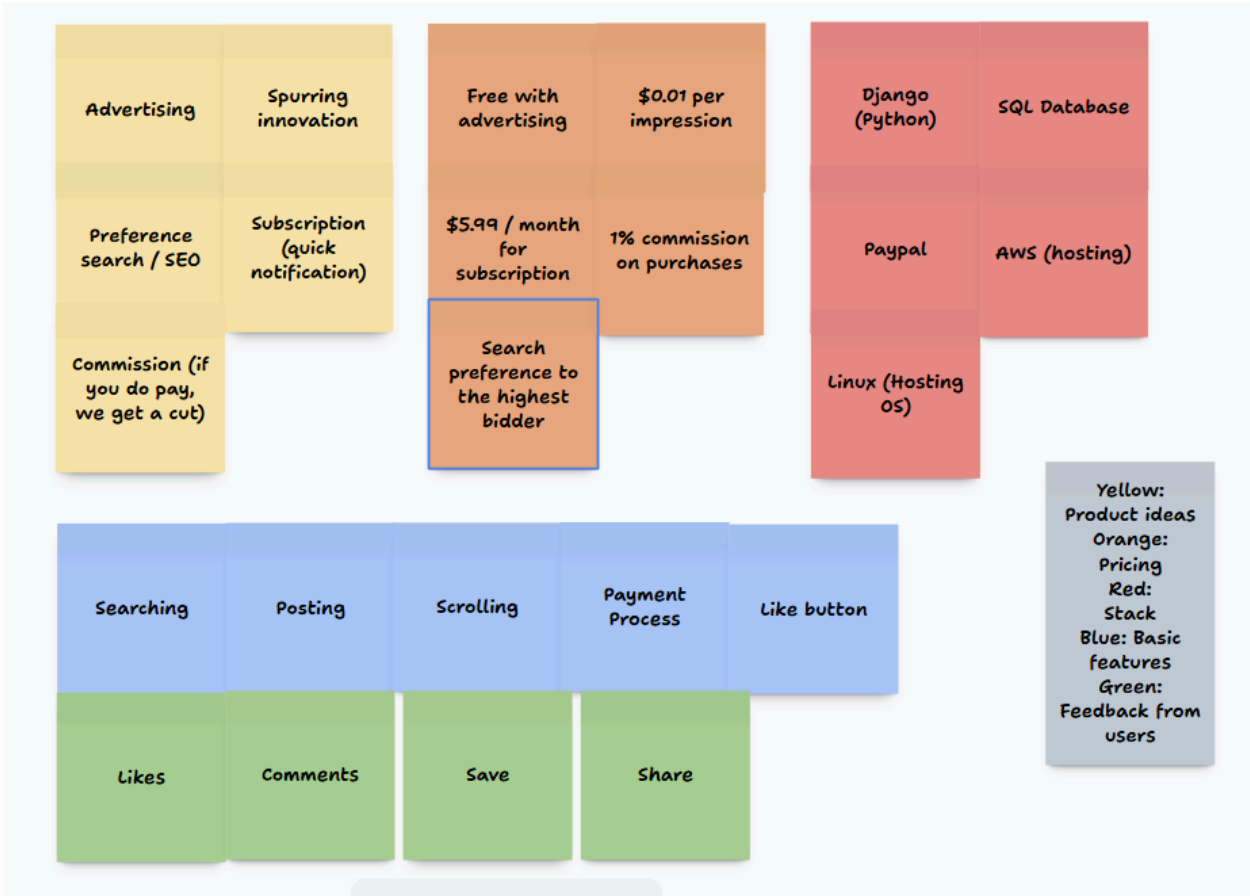 Advertising
Spurring
innovation
Preference
search / SEO
Subscription
(quick
notification)
Commission (if
you do pay,
we get a cut)
Free with
advertising
$0.01 per
impression
$5.99 / month
for
subscription
1% commission
on purchases
Search
preference to
the highest
bidder
Django
(Python)
SQL Database
Paypal
AWS (hosting)
Linux (Hosting
OS)
Yellow:
Product ideas
Orange:
Pricing
Red:
Stack
Blue: Basic
features
Green:
Feedback from
users
Searching
Posting
Scrolling
Payment
Process
Like button
Likes
Comments
Save
Share